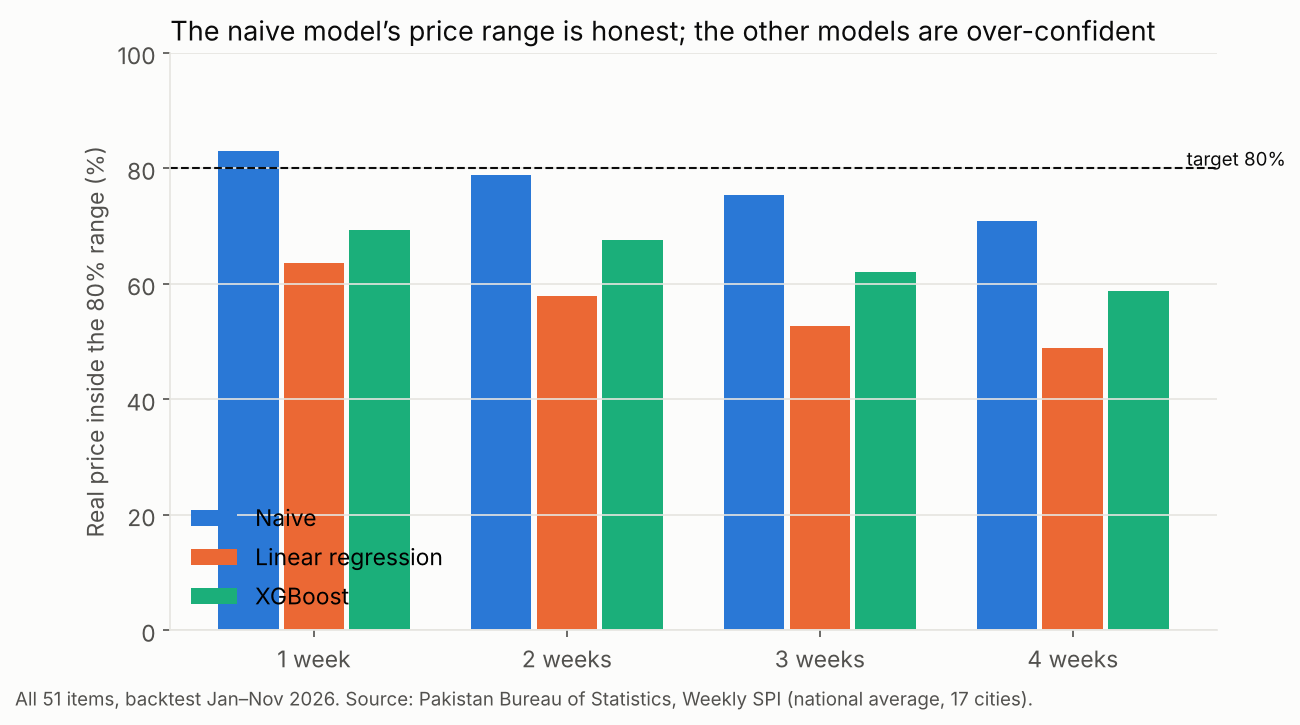 The naive model’s price range is honest; the other models are over-confident
Real price inside the 80% range (%)
100
80
60
40
20
0
target 80%
Naive
Linear regression
XGBoost
1 week
2 weeks
3 weeks
4 weeks
All 51 items, backtest Jan–Nov 2026. Source: Pakistan Bureau of Statistics, Weekly SPI (national average, 17 cities).